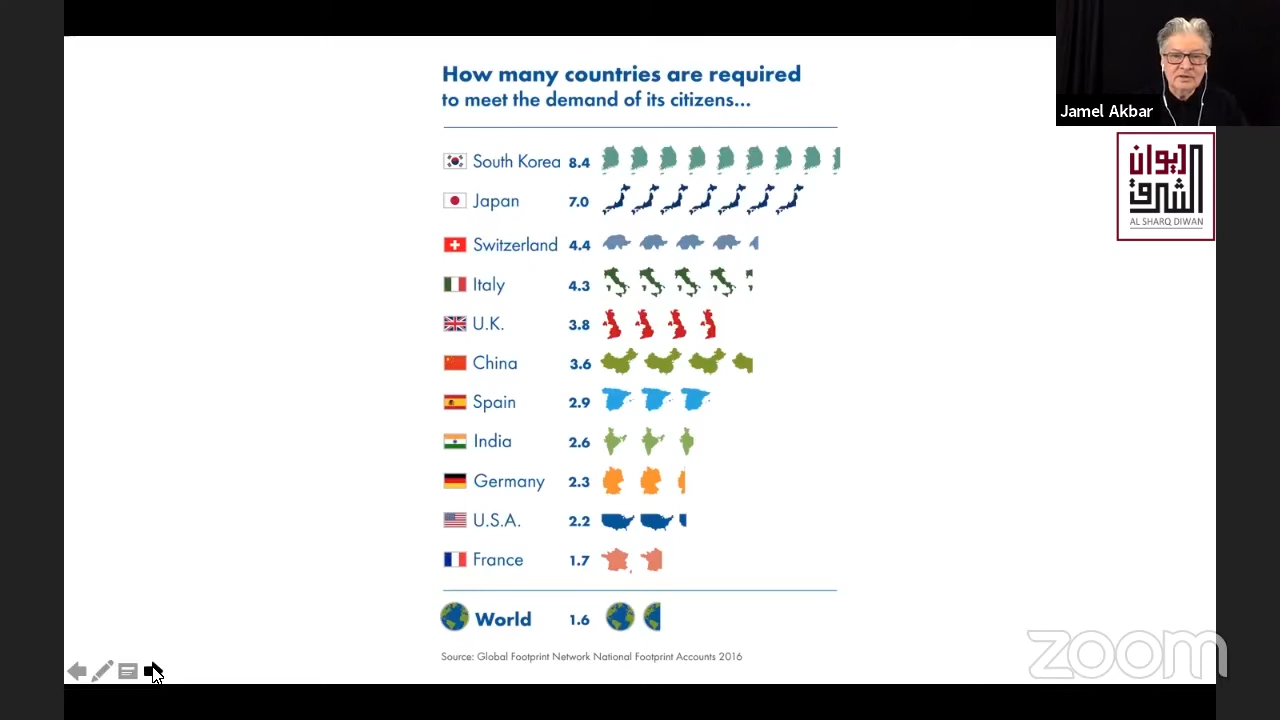 How many countries are required
to meet the demand of its citizens...
South Korea 8.4
Japan 7.0
Switzerland 4.4
Italy 4.3
U.K. 3.8
China 3.6
Spain 2.9
India 2.6
Germany 2.3
U.S.A. 2.2
France 1.7
World 1.6
Source: Global Footprint Network National Footprint Accounts 2016
Jamel Akbar
ديوان
الشرق
AL SHARQ DIWAN
zoom